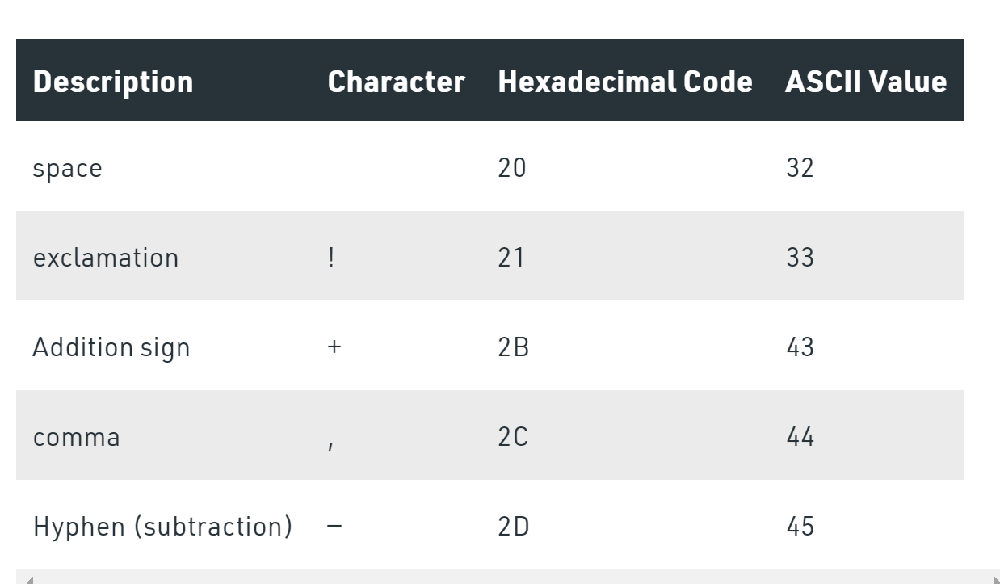 Description Character Hexadecimal Code ASCII Value
space 20 32
exclamation ! 21 33
Addition sign + 2B 43
comma , 2C 44
Hyphen (subtraction) – 2D 45